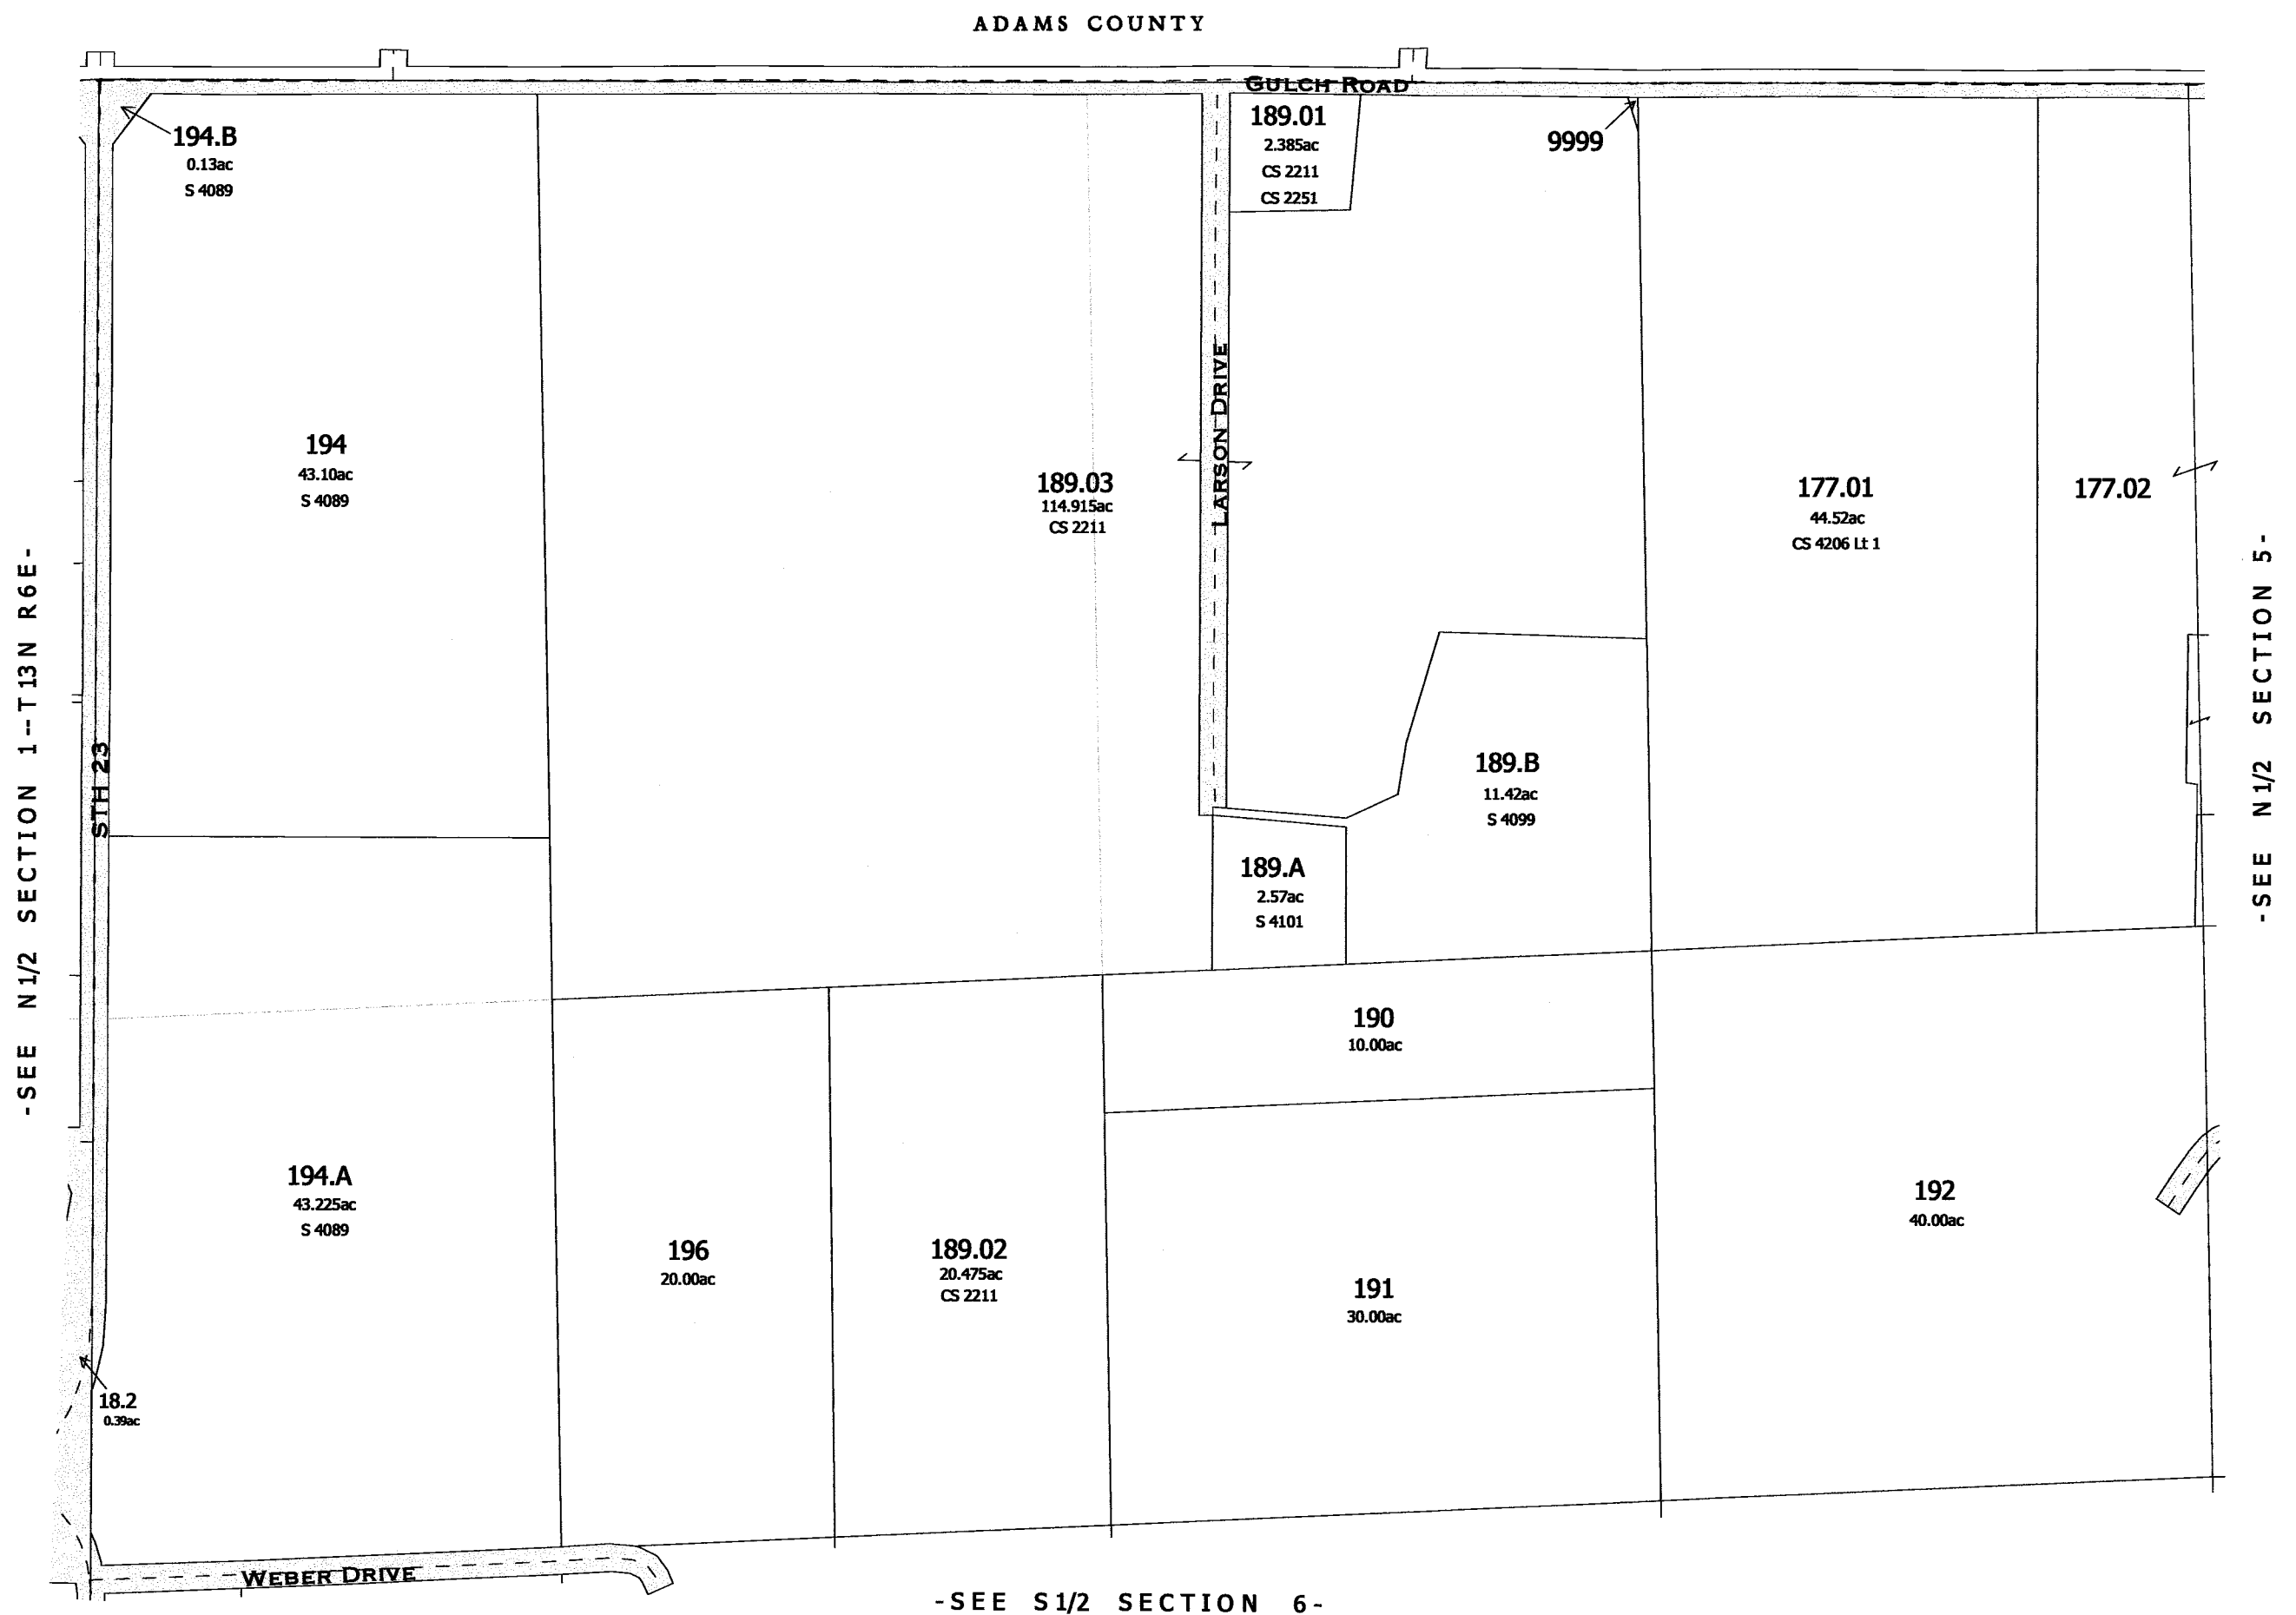 ADAMS COUNTY
GULCH ROAD
194.B
0.13ac
S 4089
189.01
2.385ac
CS 2211
CS 2251
9999
194
43.10ac
S 4089
189.03
114.915ac
CS 2211
LARSON DRIVE
177.01
44.52ac
CS 4206 Lt 1
177.02
-SEE N1/2 SECTION 1--T13N R6E-
STH 23
-SEE N1/2 SECTION 5-
189.B
11.42ac
S 4099
189.A
2.57ac
S 4101
190
10.00ac
194.A
43.225ac
S 4089
196
20.00ac
189.02
20.475ac
CS 2211
191
30.00ac
192
40.00ac
18.2
0.39ac
WEBER DRIVE
-SEE S1/2 SECTION 6-